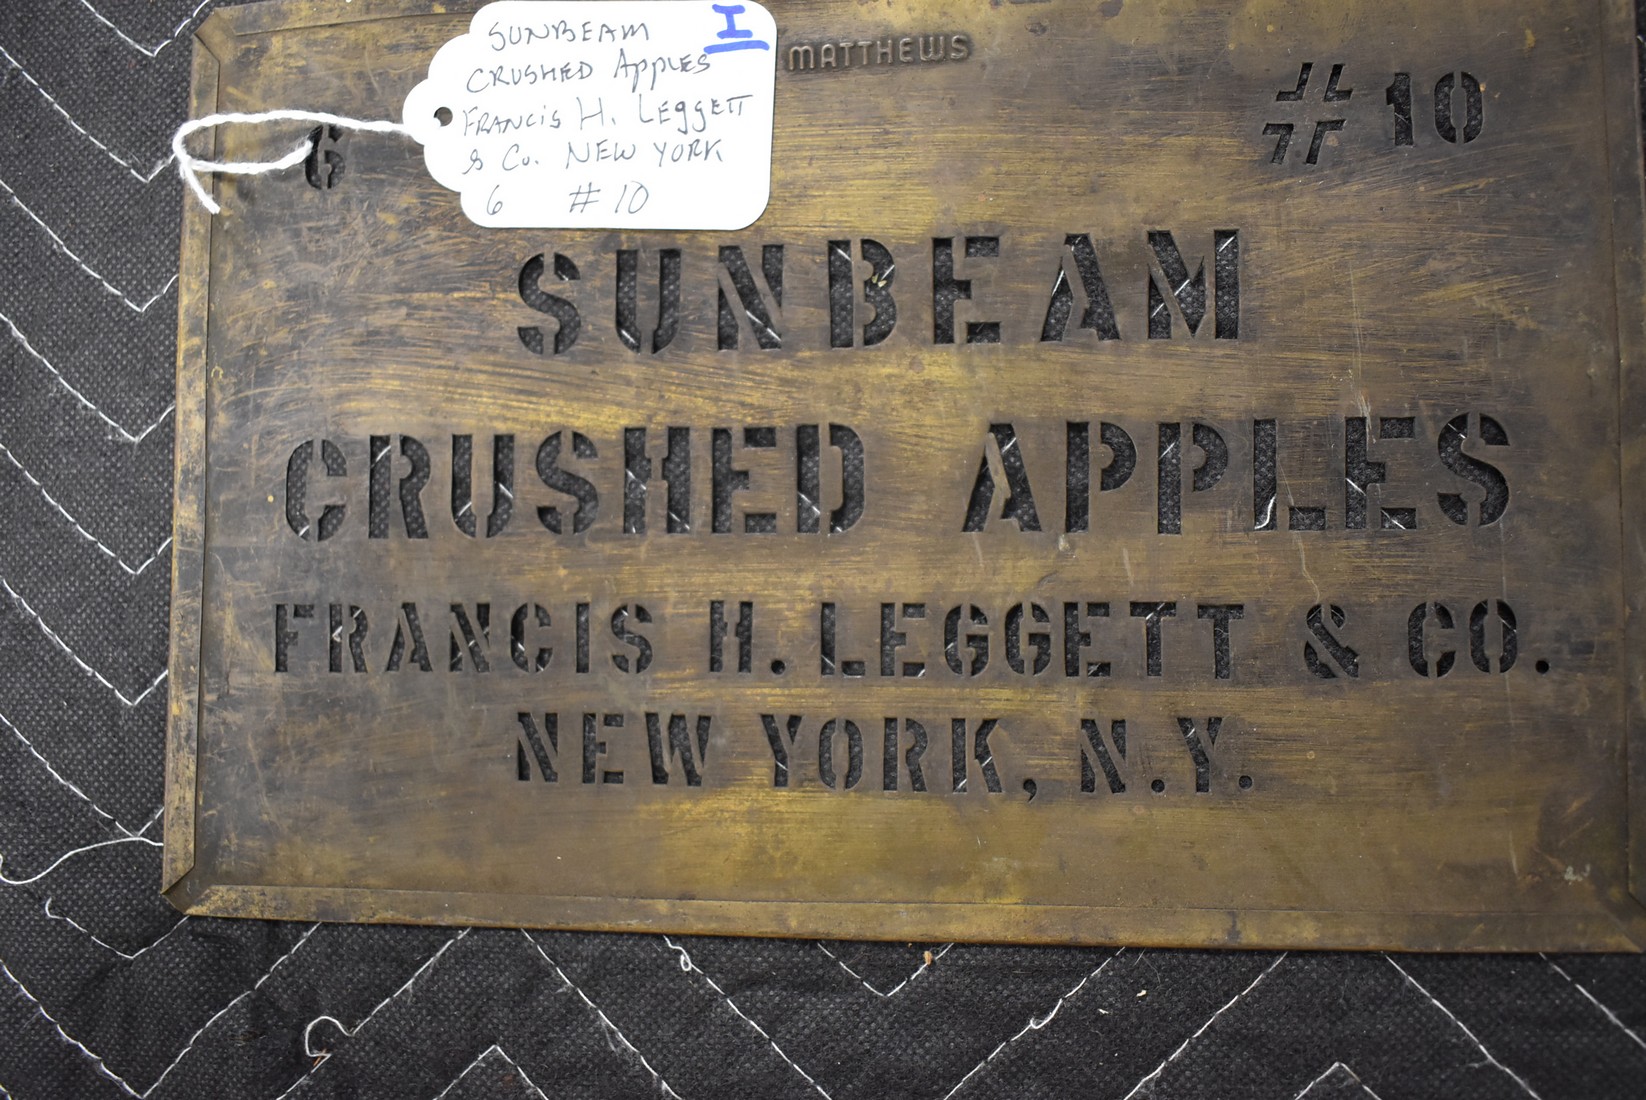 SUNBEAM I
CRUSHED Apples
FRANCIS H. Leggett
& Co. NEW YORK
6 #10
MATTHEWS
6 #10
SUNBEAM
CRUSHED APPLES
FRANCIS H. LEGGETT & CO.
NEW YORK, N.Y.